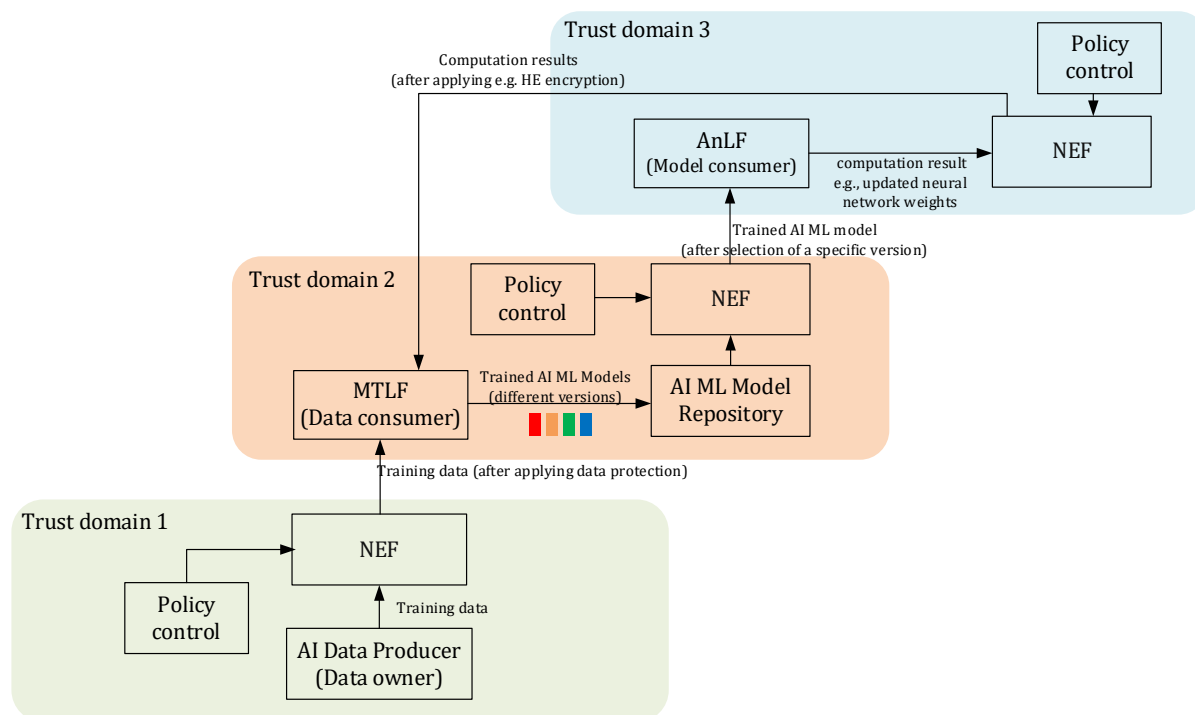 Trust domain 3
Policy
control
Computation results
(after applying e.g. HE encryption)
AnLF
(Model consumer)
NEF
computation result
e.g., updated neural
network weights
Trained AI ML model
(after selection of a specific version)
Trust domain 2
Policy
control
NEF
MTLF
(Data consumer)
Trained AI ML Models
(different versions)
AI ML Model
Repository
Training data (after applying data protection)
Trust domain 1
NEF
Policy
control
Training data
AI Data Producer
(Data owner)